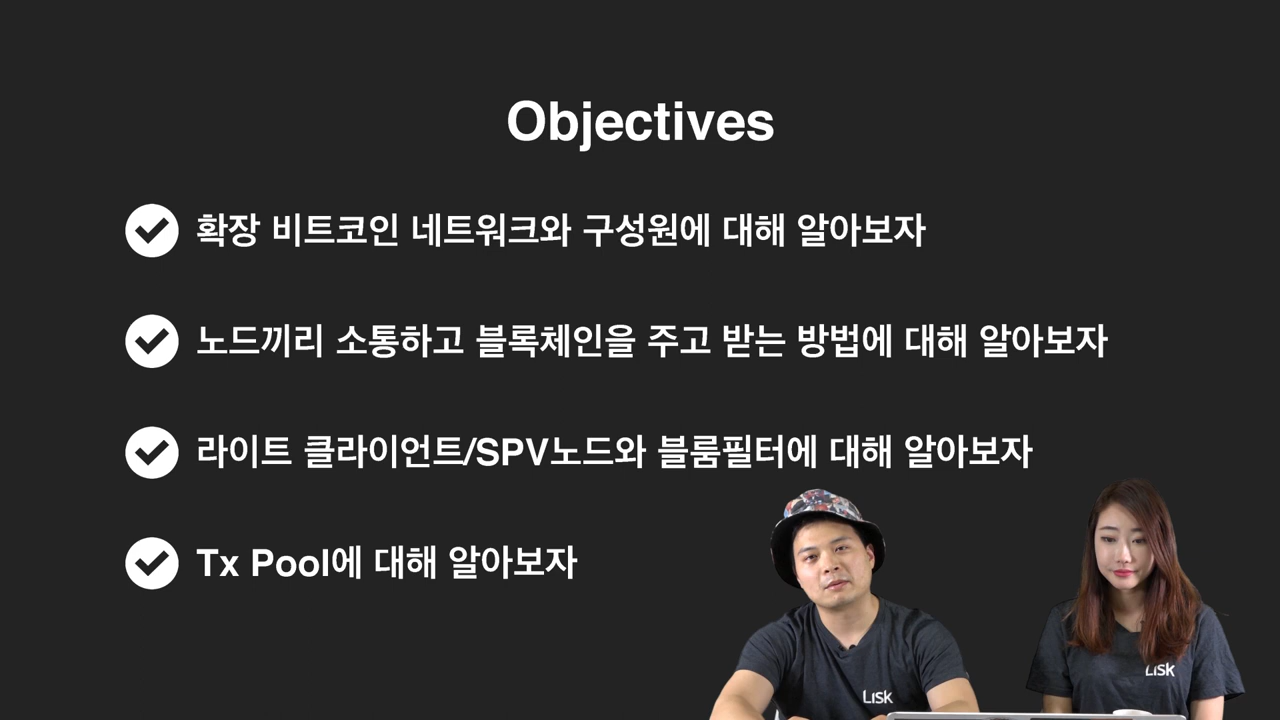 Objectives
확장 비트코인 네트워크와 구성원에 대해 알아보자
노드끼리 소통하고 블록체인을 주고 받는 방법에 대해 알아보자
라이트 클라이언트/SPV노드와 블룸필터에 대해 알아보자
Tx Pool에 대해 알아보자
LISK
LISK